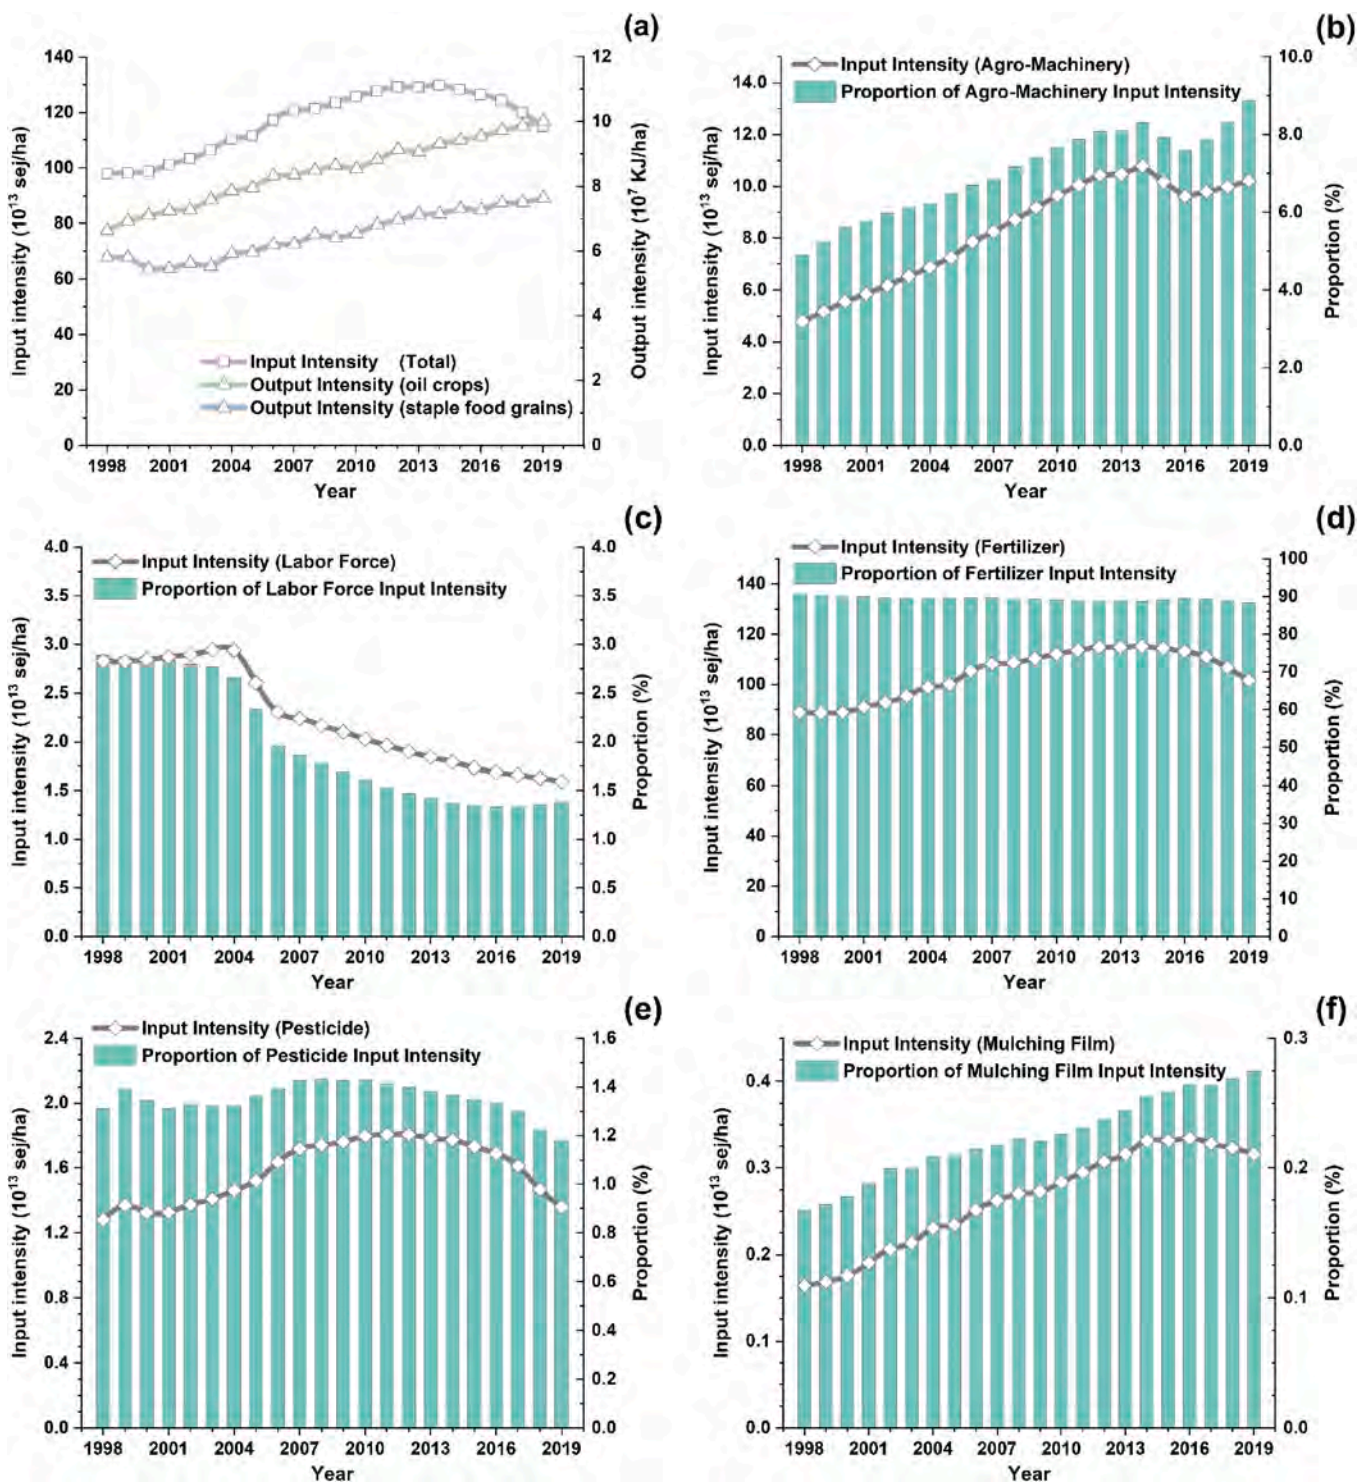 (a)
140
120
100
80
60
40
20
0
Input intensity (10¹³ sej/ha)
12
10
8
6
4
2
0
Output intensity (10⁷ KJ/ha)
Input Intensity (Total)
Output Intensity (oil crops)
Output Intensity (staple food grains)
1998 2001 2004 2007 2010 2013 2016 2019
Year
(b)
Input Intensity (Agro-Machinery)
Proportion of Agro-Machinery Input Intensity
14.0
12.0
10.0
8.0
6.0
4.0
2.0
0.0
Input intensity (10¹³ sej/ha)
10.0
8.0
6.0
4.0
2.0
0.0
Proportion (%)
1998 2001 2004 2007 2010 2013 2016 2019
Year
(c)
Input Intensity (Labor Force)
Proportion of Labor Force Input Intensity
4.0
3.5
3.0
2.5
2.0
1.5
1.0
0.5
0.0
Input intensity (10¹³ sej/ha)
4.0
3.5
3.0
2.5
2.0
1.5
1.0
0.5
0.0
Proportion (%)
1998 2001 2004 2007 2010 2013 2016 2019
Year
(d)
Input Intensity (Fertilizer)
Proportion of Fertilizer Input Intensity
140
120
100
80
60
40
20
0
Input intensity (10¹³ sej/ha)
100
90
80
70
60
50
40
30
20
10
0
Proportion (%)
1998 2001 2004 2007 2010 2013 2016 2019
Year
(e)
Input Intensity (Pesticide)
Proportion of Pesticide Input Intensity
2.4
2.0
1.6
1.2
0.8
0.4
0.0
Input intensity (10¹³ sej/ha)
1.6
1.4
1.2
1.0
0.8
0.6
0.4
0.2
0.0
Proportion (%)
1998 2001 2004 2007 2010 2013 2016 2019
Year
(f)
Input Intensity (Mulching Film)
Proportion of Mulching Film Input Intensity
0.4
0.3
0.2
0.1
0.0
Input intensity (10¹³ sej/ha)
0.3
0.2
0.1
0.0
Proportion (%)
1998 2001 2004 2007 2010 2013 2016 2019
Year